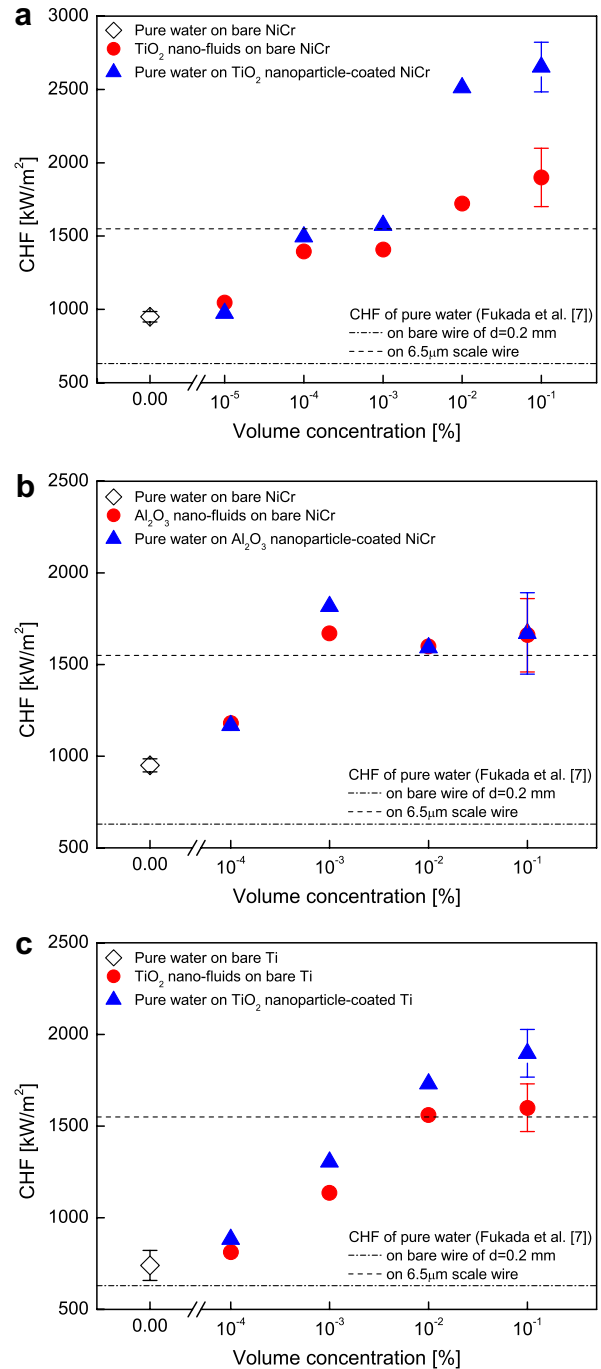 a
3000
2500
2000
1500
1000
500
CHF [kW/m²]
Pure water on bare NiCr
TiO₂ nano-fluids on bare NiCr
Pure water on TiO₂ nanoparticle-coated NiCr
CHF of pure water (Fukada et al. [7])
on bare wire of d=0.2 mm
on 6.5μm scale wire
0.00 10⁻⁵ 10⁻⁴ 10⁻³ 10⁻² 10⁻¹
Volume concentration [%]
b
2500
2000
1500
1000
500
CHF [kW/m²]
Pure water on bare NiCr
Al₂O₃ nano-fluids on bare NiCr
Pure water on Al₂O₃ nanoparticle-coated NiCr
CHF of pure water (Fukada et al. [7])
on bare wire of d=0.2 mm
on 6.5μm scale wire
0.00 10⁻⁴ 10⁻³ 10⁻² 10⁻¹
Volume concentration [%]
c
2500
2000
1500
1000
500
CHF [kW/m²]
Pure water on bare Ti
TiO₂ nano-fluids on bare Ti
Pure water on TiO₂ nanoparticle-coated Ti
CHF of pure water (Fukada et al. [7])
on bare wire of d=0.2 mm
on 6.5μm scale wire
0.00 10⁻⁴ 10⁻³ 10⁻² 10⁻¹
Volume concentration [%]